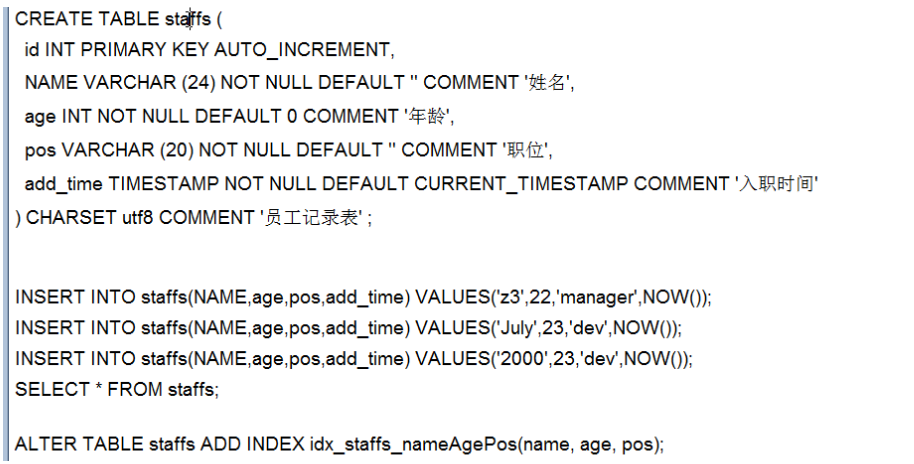 CREATE TABLE staffs (
id INT PRIMARY KEY AUTO_INCREMENT,
NAME VARCHAR (24) NOT NULL DEFAULT '' COMMENT '姓名',
age INT NOT NULL DEFAULT 0 COMMENT '年龄',
pos VARCHAR (20) NOT NULL DEFAULT '' COMMENT '职位',
add_time TIMESTAMP NOT NULL DEFAULT CURRENT_TIMESTAMP COMMENT '入职时间'
) CHARSET utf8 COMMENT '员工记录表' ;
INSERT INTO staffs(NAME,age,pos,add_time) VALUES('z3',22,'manager',NOW());
INSERT INTO staffs(NAME,age,pos,add_time) VALUES('July',23,'dev',NOW());
INSERT INTO staffs(NAME,age,pos,add_time) VALUES('2000',23,'dev',NOW());
SELECT * FROM staffs;
ALTER TABLE staffs ADD INDEX idx_staffs_nameAgePos(name, age, pos);